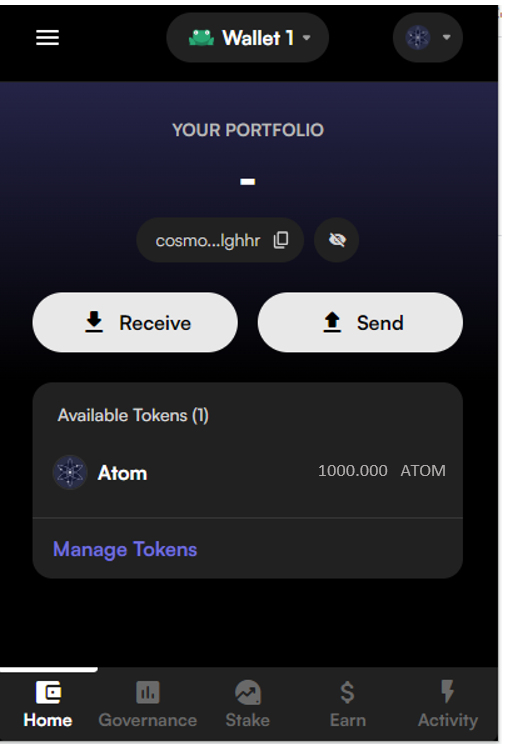 Wallet 1
YOUR PORTFOLIO
-
cosmo...lghhr
Receive
Send
Available Tokens (1)
Atom
1000.000 ATOM
Manage Tokens
Home
Governance
Stake
Earn
Activity